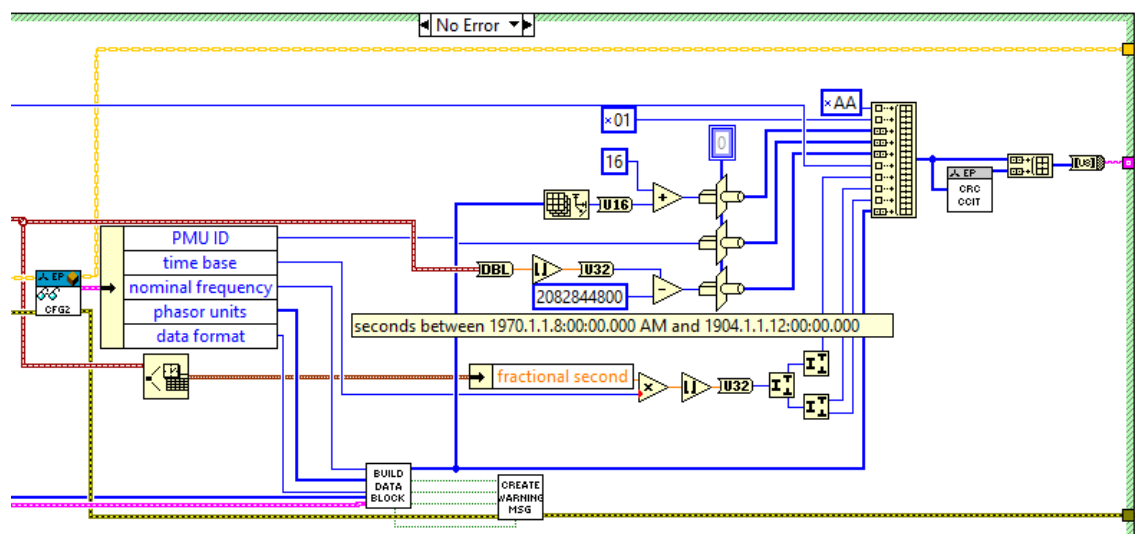 No Error
AA
×01
16
0
U16
EP
CRC
CCIT
[U8]
PMU ID
time base
nominal frequency
phasor units
data format
EP
CFG2
DBL
U32
2082844800
seconds between 1970.1.1.8:00:00.000 AM and 1904.1.1.12:00:00.000
fractional second
×
U32
BUILD
DATA
BLOCK
CREATE
WARNING
MSG